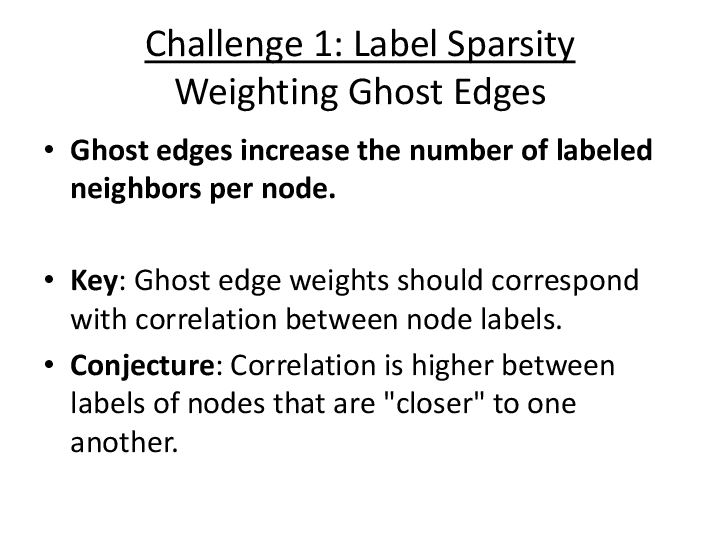 Challenge 1: Label Sparsity
Weighting Ghost Edges
• Ghost edges increase the number of labeled
neighbors per node.
• Key: Ghost edge weights should correspond
with correlation between node labels.
• Conjecture: Correlation is higher between
labels of nodes that are "closer" to one
another.